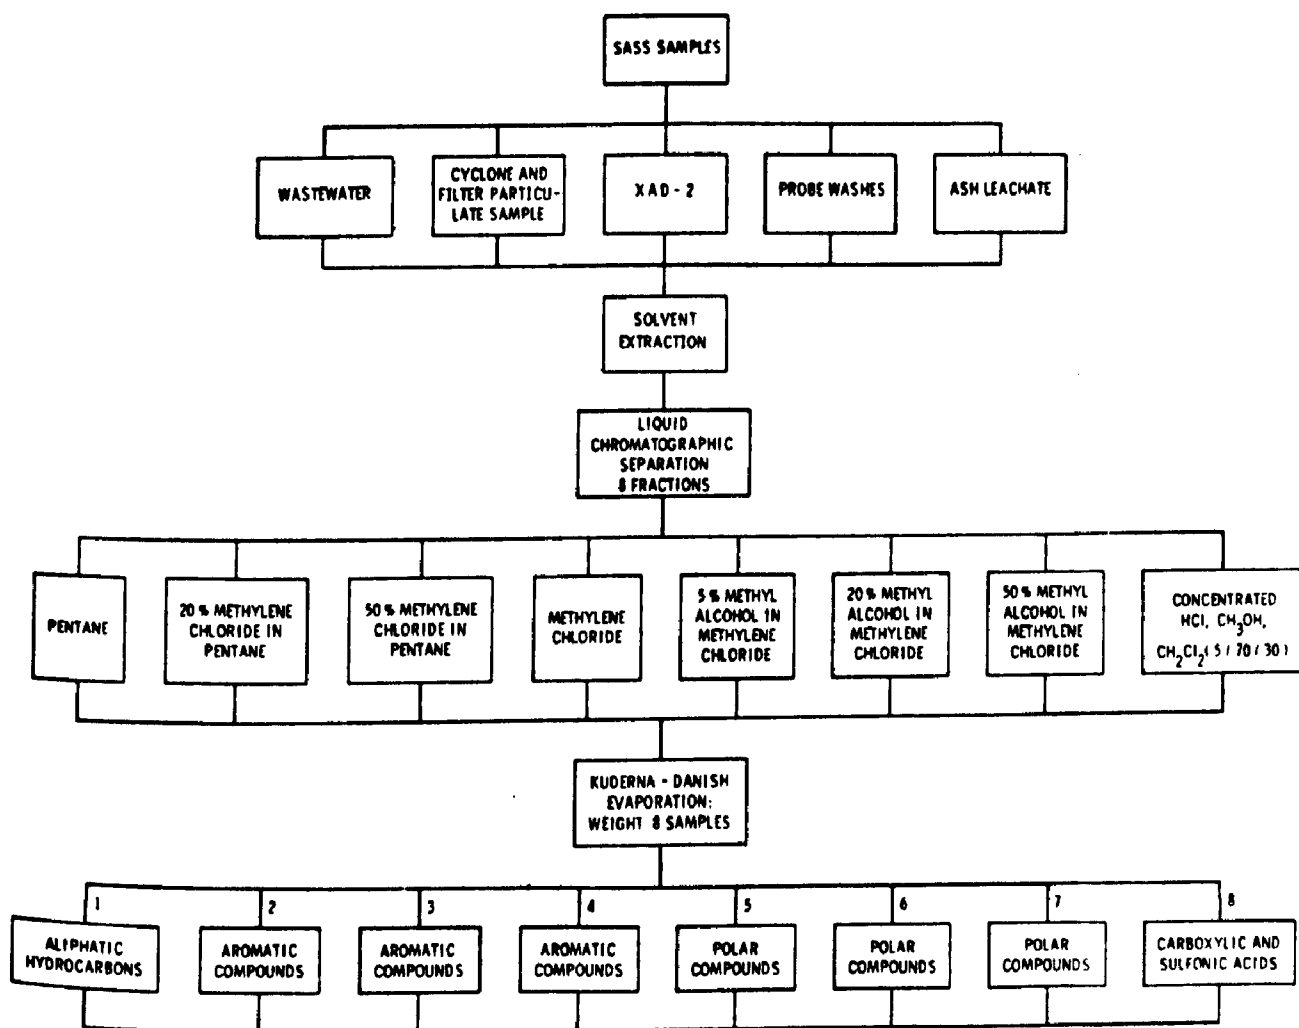 SASS SAMPLES
WASTEWATER
CYCLONE AND
FILTER PARTICU-
LATE SAMPLE
XAD - 2
PROBE WASHES
ASH LEACHATE
SOLVENT
EXTRACTION
LIQUID
CHROMATOGRAPHIC
SEPARATION
8 FRACTIONS
PENTANE
20 % METHYLENE
CHLORIDE IN
PENTANE
50 % METHYLENE
CHLORIDE IN
PENTANE
METHYLENE
CHLORIDE
5 % METHYL
ALCOHOL IN
METHYLENE
CHLORIDE
20 % METHYL
ALCOHOL IN
METHYLENE
CHLORIDE
50 % METHYL
ALCOHOL IN
METHYLENE
CHLORIDE
CONCENTRATED
HCl, CH3OH,
CH2Cl2 ( 5 / 70 / 30 )
KUDERNA - DANISH
EVAPORATION:
WEIGHT 8 SAMPLES
1
ALIPHATIC
HYDROCARBONS
2
AROMATIC
COMPOUNDS
3
AROMATIC
COMPOUNDS
4
AROMATIC
COMPOUNDS
5
POLAR
COMPOUNDS
6
POLAR
COMPOUNDS
7
POLAR
COMPOUNDS
8
CARBOXYLIC AND
SULFONIC ACIDS